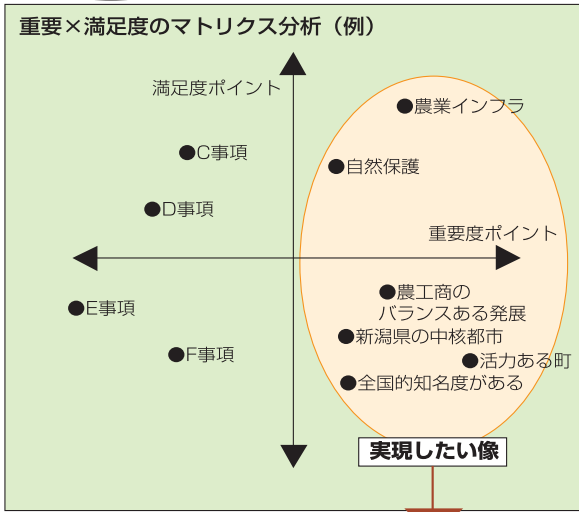 重要×満足度のマトリクス分析（例）
満足度ポイント
●農業インフラ
●C事項
●自然保護
●D事項
重要度ポイント
●農工商の
バランスある発展
●E事項
●新潟県の中核都市
●F事項
●活力ある町
●全国的知名度がある
実現したい像